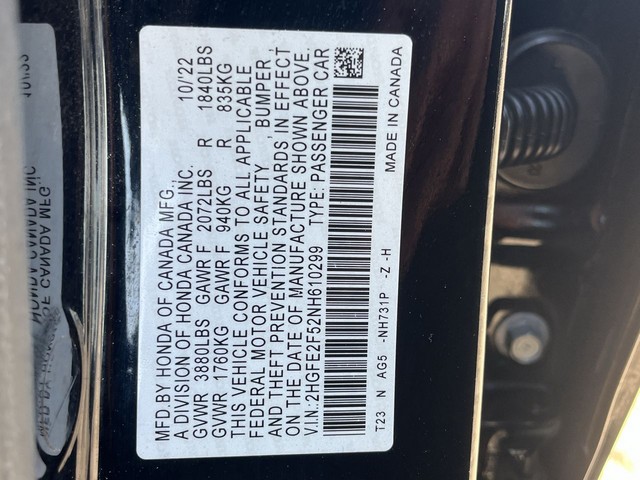 MFD.BY HONDA OF CANADA MFG.,
A DIVISION OF HONDA CANADA INC. 10/'22
GVWR 3880LBS GAWR F 2072LBS R 1840LBS
GVWR 1760KG GAWR F 940KG R 835KG
THIS VEHICLE CONFORMS TO ALL APPLICABLE
FEDERAL MOTOR VEHICLE SAFETY, BUMPER,
AND THEFT PREVENTION STANDARDS IN EFFECT
ON THE DATE OF MANUFACTURE SHOWN ABOVE.
V.I.N.:2HGFE2F52NH610299 TYPE: PASSENGER CAR
T23 N AG5 -NH731P -Z -H MADE IN CANADA